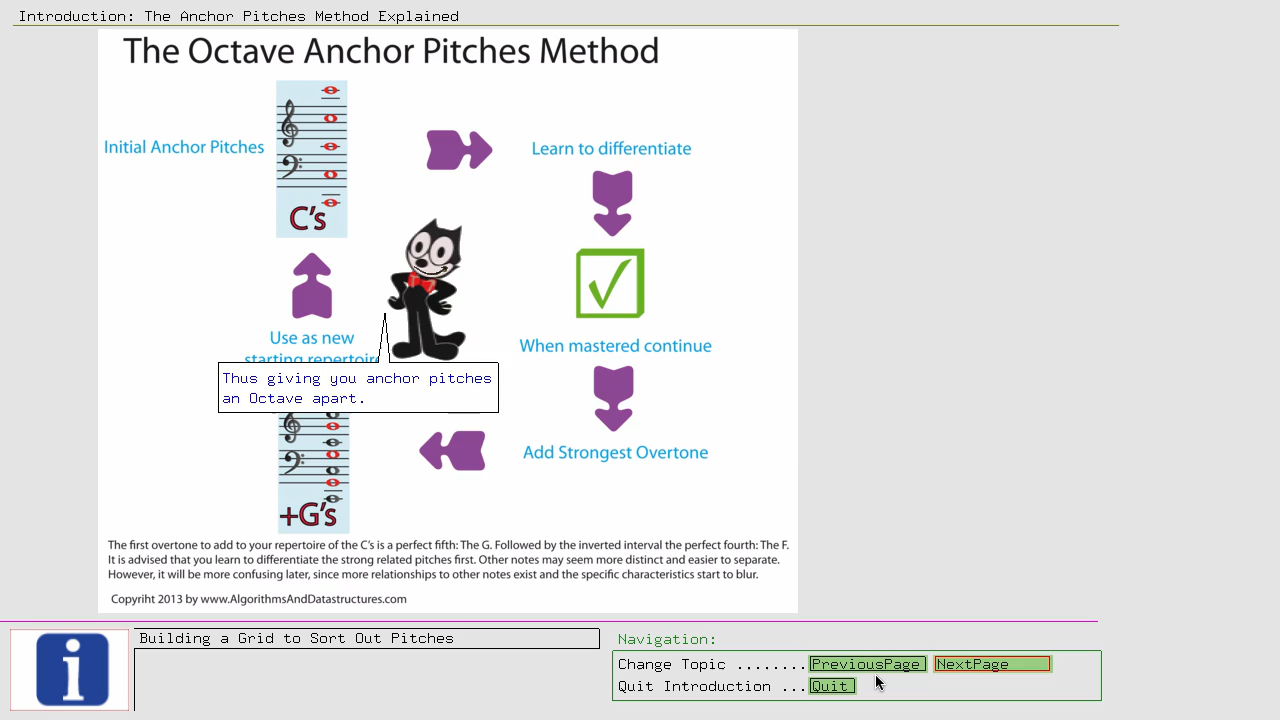 Introduction: The Anchor Pitches Method Explained
The Octave Anchor Pitches Method
Initial Anchor Pitches
C's
Learn to differentiate
Use as new
starting repertoire
When mastered continue
Thus giving you anchor pitches
an Octave apart.
Add Strongest Overtone
+G's
The first overtone to add to your repertoire of the C's is a perfect fifth: The G. Followed by the inverted interval the perfect fourth: The F.
It is advised that you learn to differentiate the strong related pitches first. Other notes may seem more distinct and easier to separate.
However, it will be more confusing later, since more relationships to other notes exist and the specific characteristics start to blur.
Copyriht 2013 by www.AlgorithmsAndDatastructures.com
Building a Grid to Sort Out Pitches
Navigation:
Change Topic ........PreviousPage NextPage
Quit Introduction ...Quit